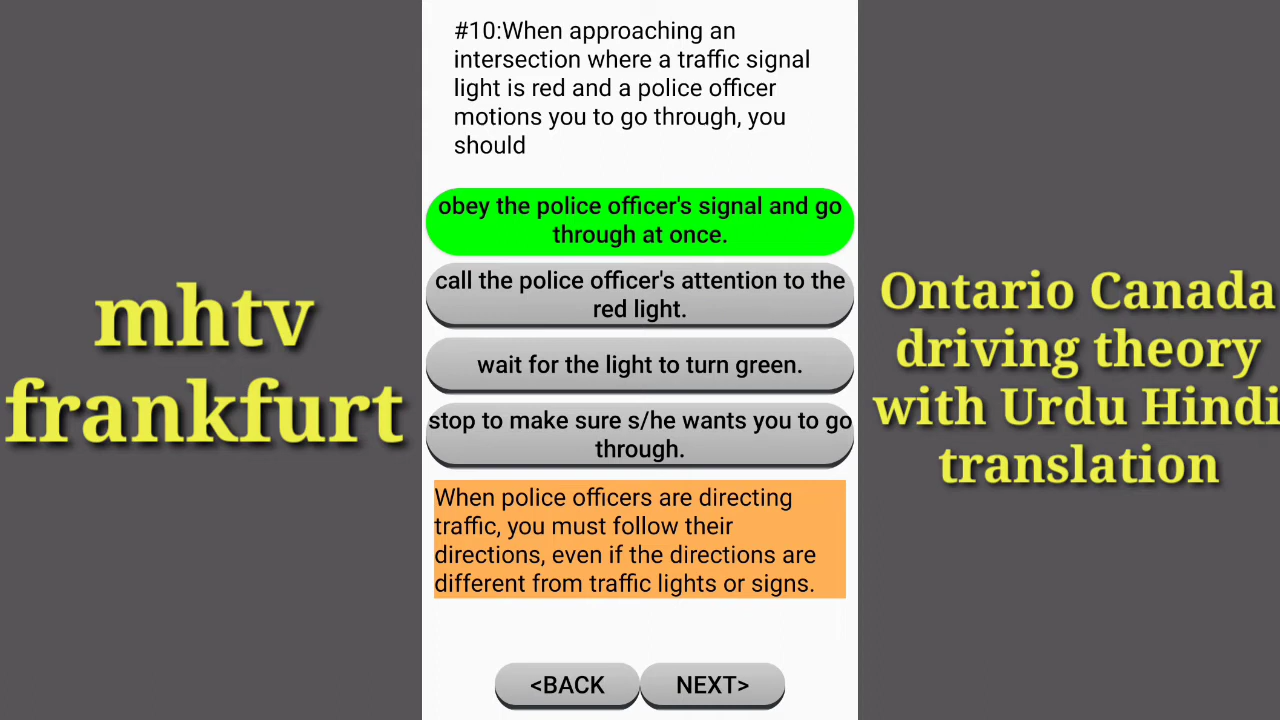 #10:When approaching an
intersection where a traffic signal
light is red and a police officer
motions you to go through, you
should
obey the police officer's signal and go
through at once.
call the police officer's attention to the
red light.
wait for the light to turn green.
stop to make sure s/he wants you to go
through.
When police officers are directing
traffic, you must follow their
directions, even if the directions are
different from traffic lights or signs.
<BACK
NEXT>
mhtv
frankfurt
Ontario Canada
driving theory
with Urdu Hindi
translation